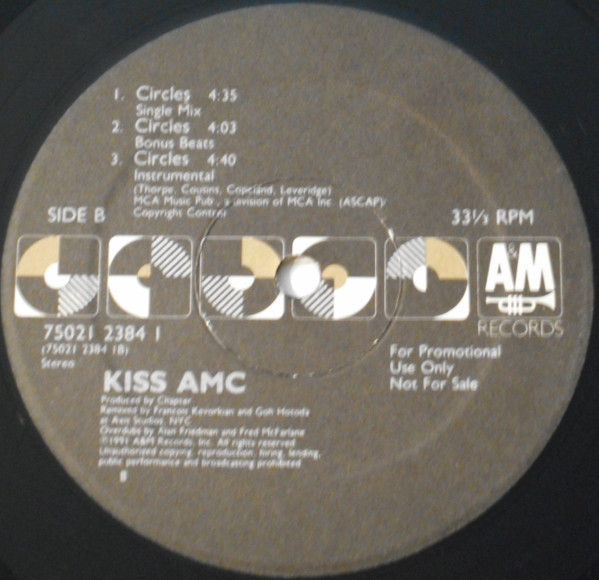 1. Circles 4:35
Single Mix
2. Circles 4:03
Bonus Beats
3. Circles 4:40
Instrumental
(Thorpe, Cousins, Copeland, Leveridge)
MCA Music Pub., a division of MCA Inc. (ASCAP)
Copyright Control
SIDE B
33⅓ RPM
A&M
RECORDS
75021 2384 1
(75021 2384 1B)
Stereo
For Promotional
Use Only
Not For Sale
KISS AMC
Produced by Chapter
Remixed by Francois Kevorkian and Goh Hotoda
at Axis Studios, NYC
Overdubs by Alan Friedman and Fred McFarlane
©1991 A&M Records, Inc. All rights reserved
Unauthorized copying, reproduction, hiring, lending,
public performance and broadcasting prohibited